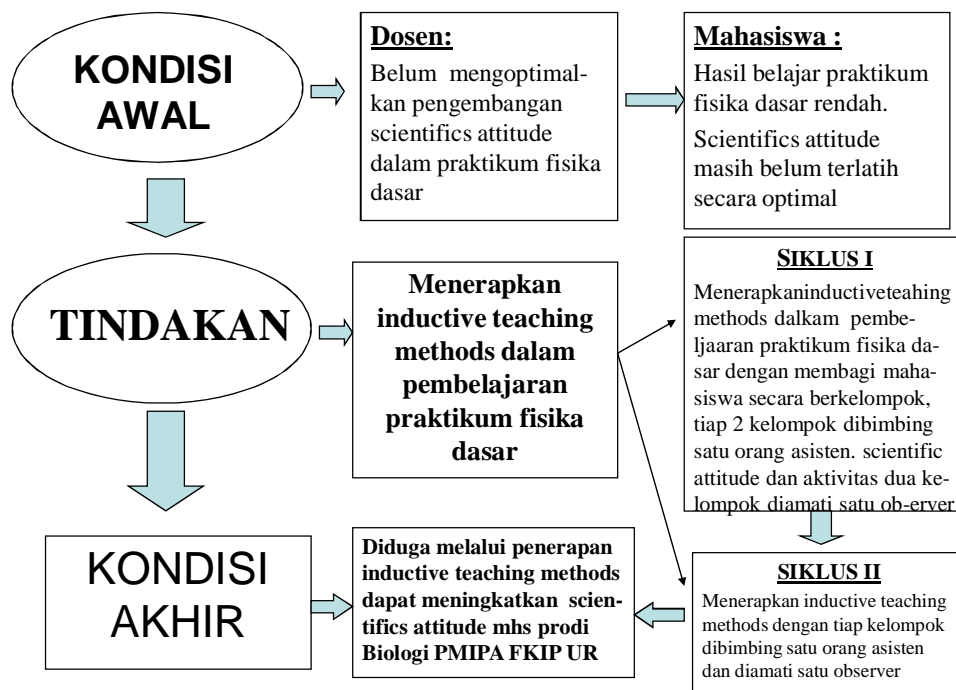 KONDISI
AWAL
Dosen:
Belum mengoptimal-
kan pengembangan
scientifics attitude
dalam praktikum fisika
dasar
Mahasiswa :
Hasil belajar praktikum
fisika dasar rendah.
Scientifics attitude
masih belum terlatih
secara optimal
TINDAKAN
Menerapkan
inductive teaching
methods dalam
pembelajaran
praktikum fisika
dasar
SIKLUS I
Menerapkaninductiveteahing
methods dalkam pembe-
ljaaran praktikum fisika da-
sar dengan membagi maha-
siswa secara berkelompok,
tiap 2 kelompok dibimbing
satu orang asisten. scientific
attitude dan aktivitas dua ke-
lompok diamati satu ob-erver
KONDISI
AKHIR
Diduga melalui penerapan
inductive teaching methods
dapat meningkatkan scien-
tifics attitude mhs prodi
Biologi PMIPA FKIP UR
SIKLUS II
Menerapkan inductive teaching
methods dengan tiap kelompok
dibimbing satu orang asisten
dan diamati satu observer